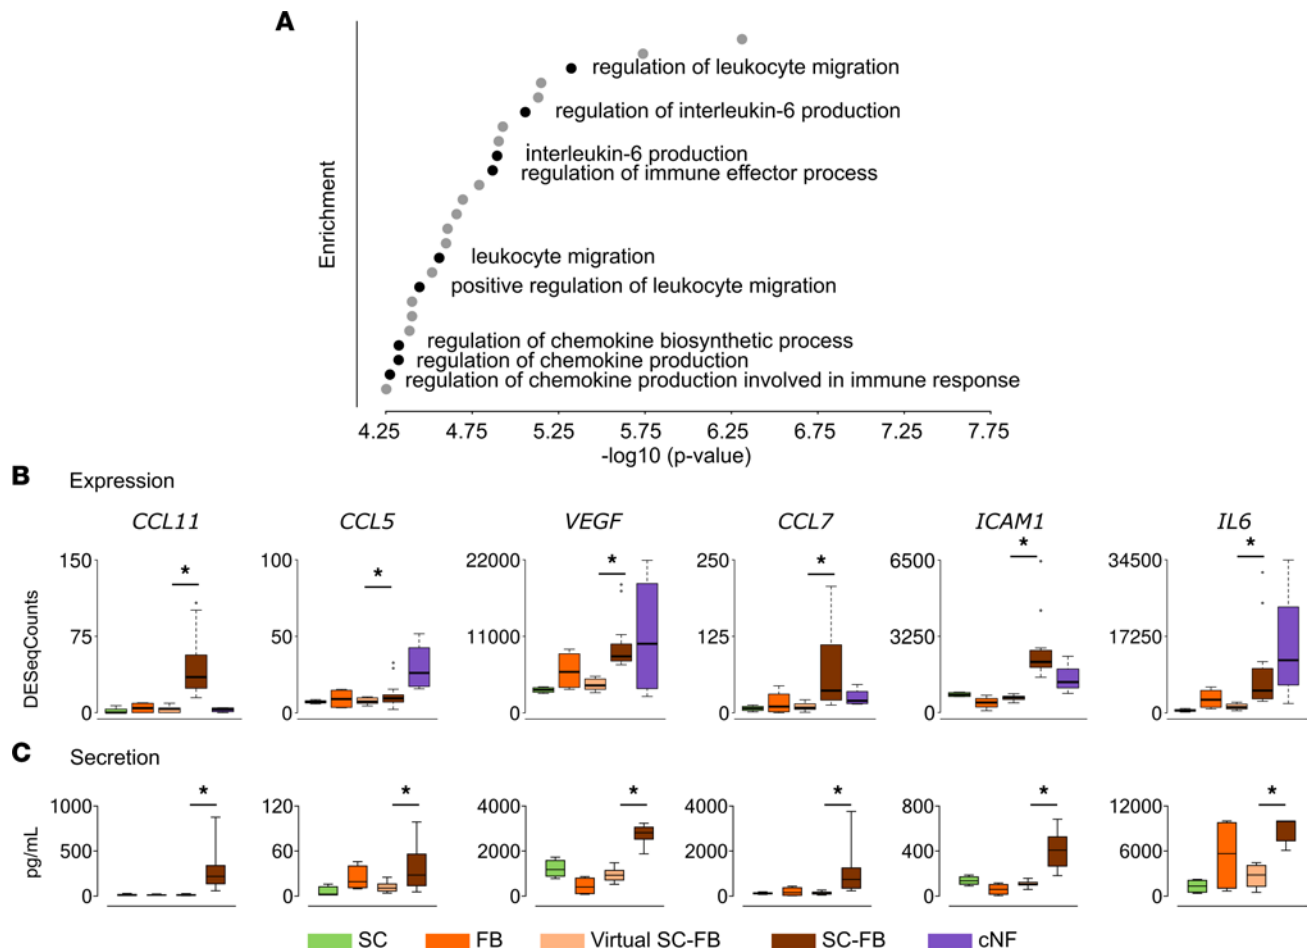 A
regulation of leukocyte migration
regulation of interleukin-6 production
interleukin-6 production
regulation of immune effector process
leukocyte migration
positive regulation of leukocyte migration
regulation of chemokine biosynthetic process
regulation of chemokine production
regulation of chemokine production involved in immune response
Enrichment
4.25 4.75 5.25 5.75 6.25 6.75 7.25 7.75
-log10 (p-value)
B Expression
CCL11 CCL5 VEGF CCL7 ICAM1 IL6
DESeqCounts
150 100 22000 250 6500 34500
* * * * * *
75 50 11000 125 3250 17250
0 0 0 0 0 0
C Secretion
pg/mL
1000 120 4000 4000 800 12000
* * * * * *
500 60 2000 2000 400 6000
0 0 0 0 0 0
SC FB Virtual SC-FB SC-FB cNF